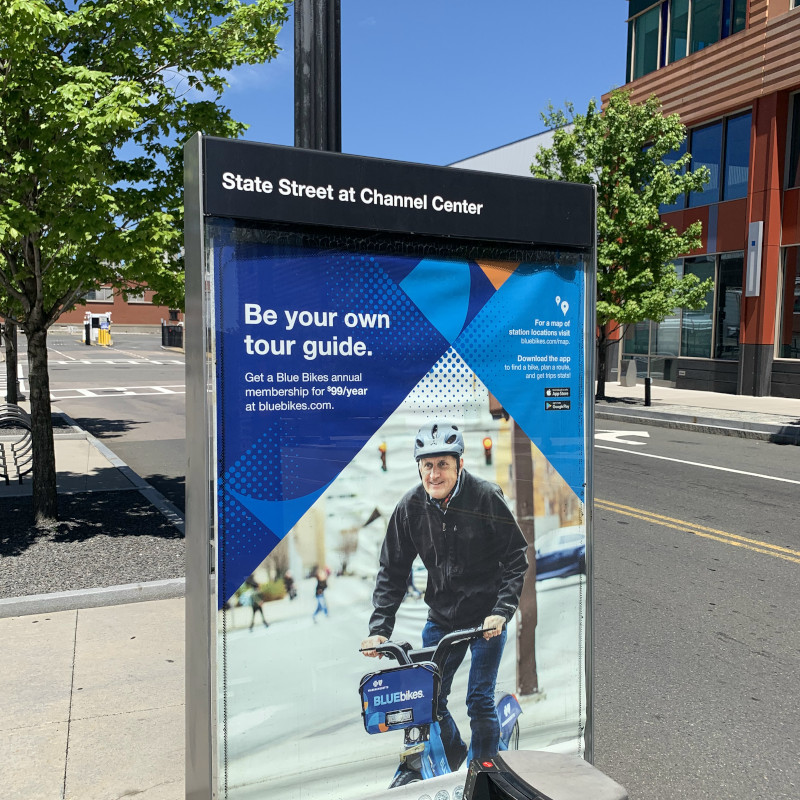 State Street at Channel Center
Be your own
tour guide.
Get a Blue Bikes annual
membership for $99/year
at bluebikes.com.
For a map of
station locations visit
bluebikes.com/map.
Download the app
to find a bike, plan a route,
and get trips stats!
App Store
Google Play
BLUEbikes.